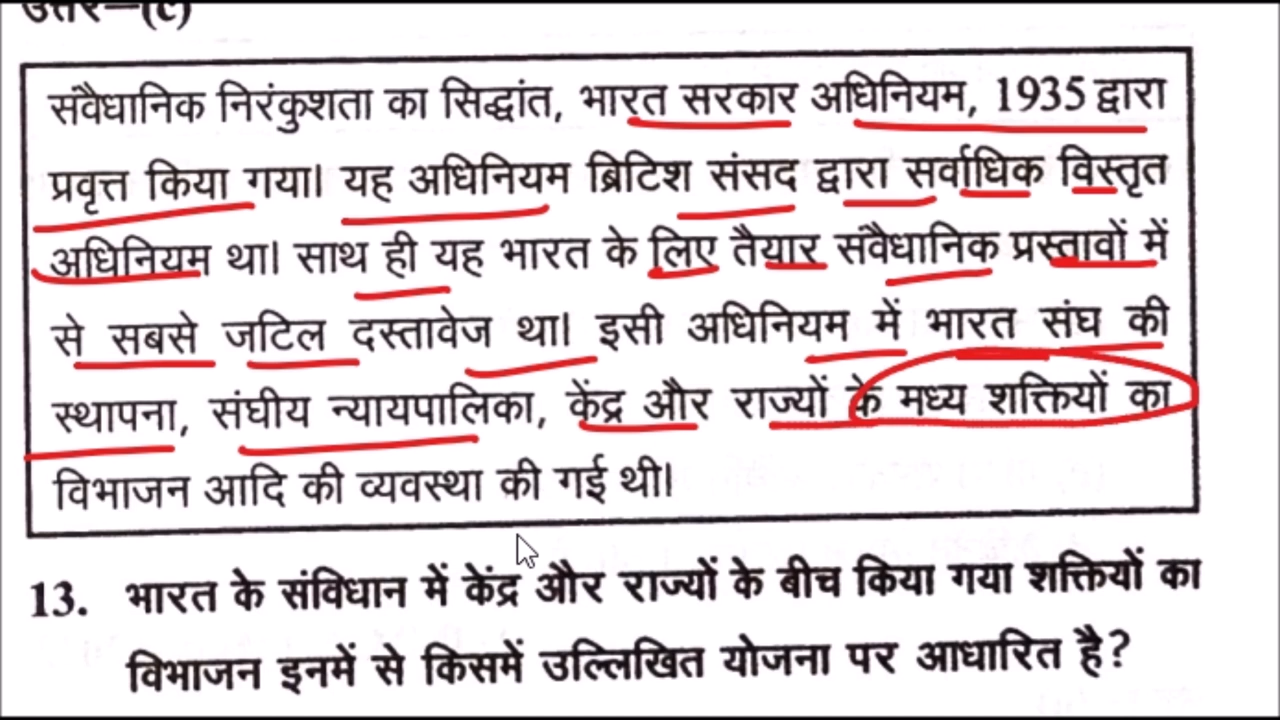 उत्तर—(c)
संवैधानिक निरंकुशता का सिद्धांत, भारत सरकार अधिनियम, 1935 द्वारा
प्रवृत्त किया गया। यह अधिनियम ब्रिटिश संसद द्वारा सर्वाधिक विस्तृत
अधिनियम था। साथ ही यह भारत के लिए तैयार संवैधानिक प्रस्तावों में
से सबसे जटिल दस्तावेज था। इसी अधिनियम में भारत संघ की
स्थापना, संघीय न्यायपालिका, केंद्र और राज्यों के मध्य शक्तियों का
विभाजन आदि की व्यवस्था की गई थी।
13. भारत के संविधान में केंद्र और राज्यों के बीच किया गया शक्तियों का
विभाजन इनमें से किसमें उल्लिखित योजना पर आधारित है?